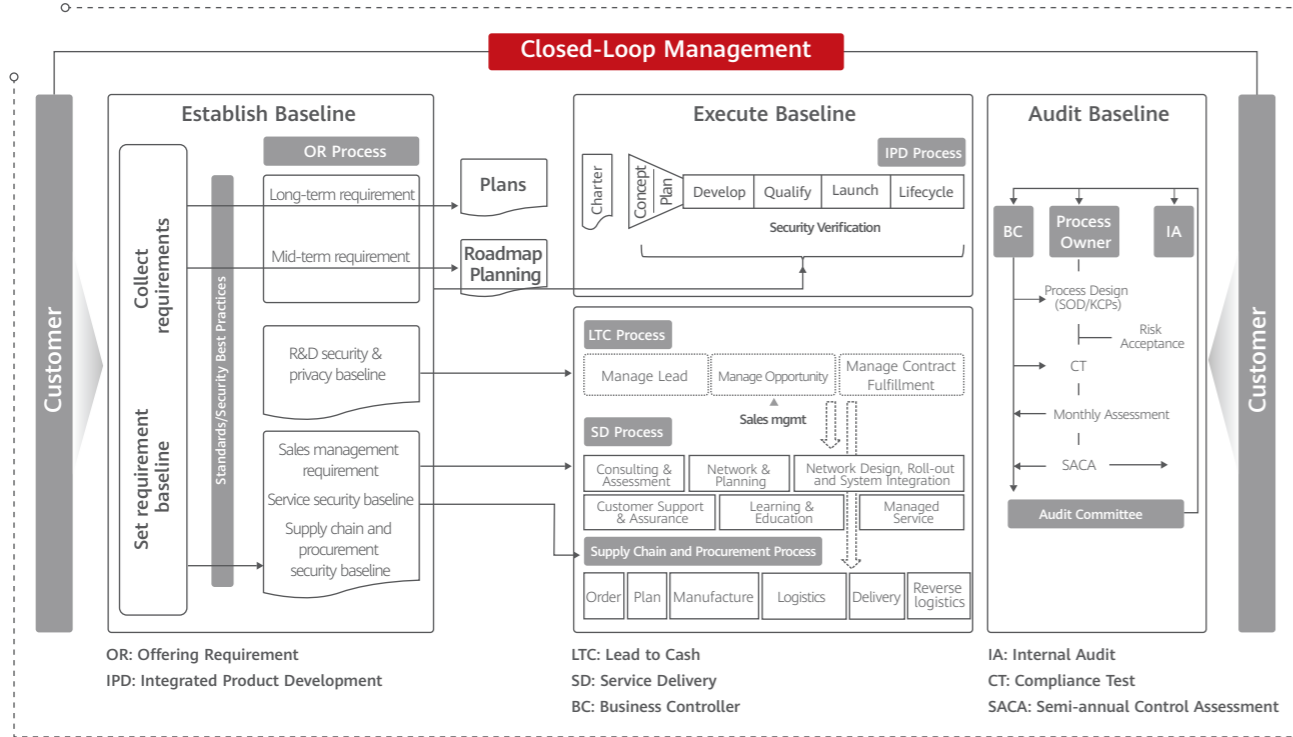 Closed-Loop Management
Customer
Establish Baseline
Collect
requirements
Set requirement
baseline
Standards/Security Best Practices
OR Process
Long-term requirement
Mid-term requirement
R&D security &
privacy baseline
Sales management
requirement
Service security baseline
Supply chain and
procurement
security baseline
Plans
Roadmap
Planning
Execute Baseline
IPD Process
Charter
Concept
Plan
Develop
Qualify
Launch
Lifecycle
Security Verification
LTC Process
Manage Lead
Manage Opportunity
Manage Contract
Fulfillment
Sales mgmt
SD Process
Consulting &
Assessment
Network &
Planning
Network Design, Roll-out
and System Integration
Customer Support
& Assurance
Learning &
Education
Managed
Service
Supply Chain and Procurement Process
Order
Plan
Manufacture
Logistics
Delivery
Reverse
logistics
Audit Baseline
BC
Process
Owner
IA
Process Design
(SOD/KCPs)
Risk
Acceptance
CT
Monthly Assessment
SACA
Audit Committee
Customer
OR: Offering Requirement
IPD: Integrated Product Development
LTC: Lead to Cash
SD: Service Delivery
BC: Business Controller
IA: Internal Audit
CT: Compliance Test
SACA: Semi-annual Control Assessment